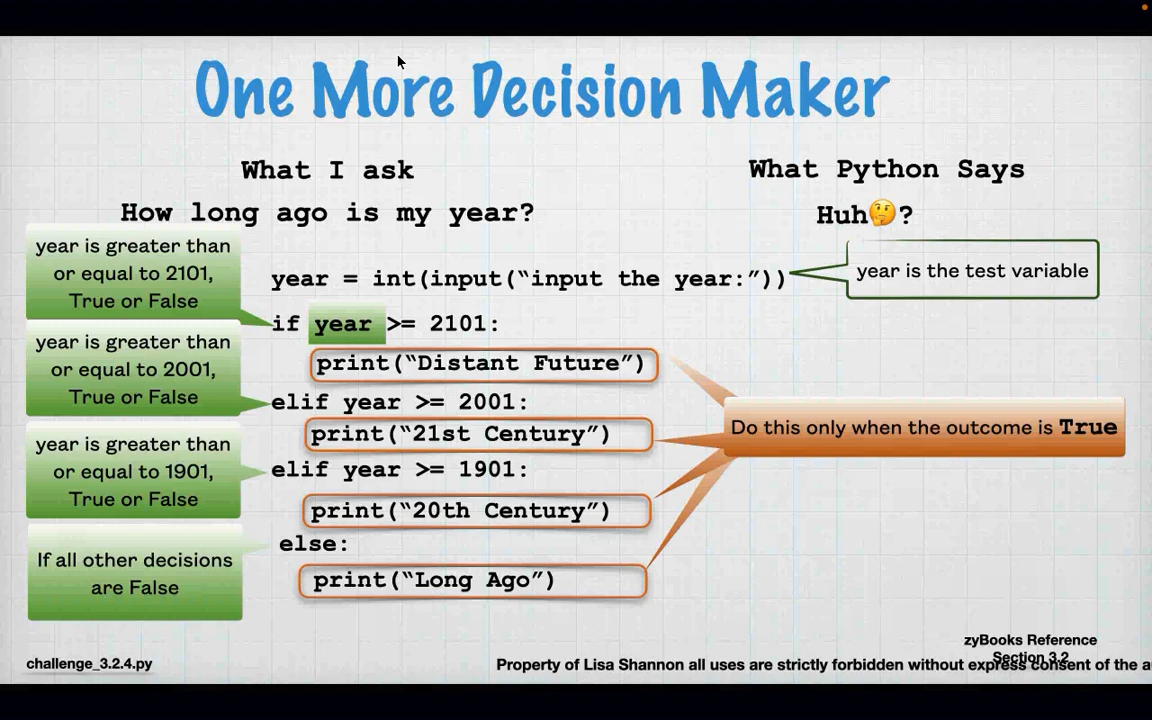 One More Decision Maker
What I ask
What Python Says
How long ago is my year?
Huh🤔?
year is greater than
or equal to 2101,
True or False
year = int(input(“input the year:”))
year is the test variable
if year >= 2101:
print(“Distant Future”)
year is greater than
or equal to 2001,
True or False
elif year >= 2001:
print(“21st Century”)
Do this only when the outcome is True
year is greater than
or equal to 1901,
True or False
elif year >= 1901:
print(“20th Century”)
If all other decisions
are False
else:
print(“Long Ago”)
zyBooks Reference
Section 3.2
challenge_3.2.4.py
Property of Lisa Shannon all uses are strictly forbidden without express consent of the a